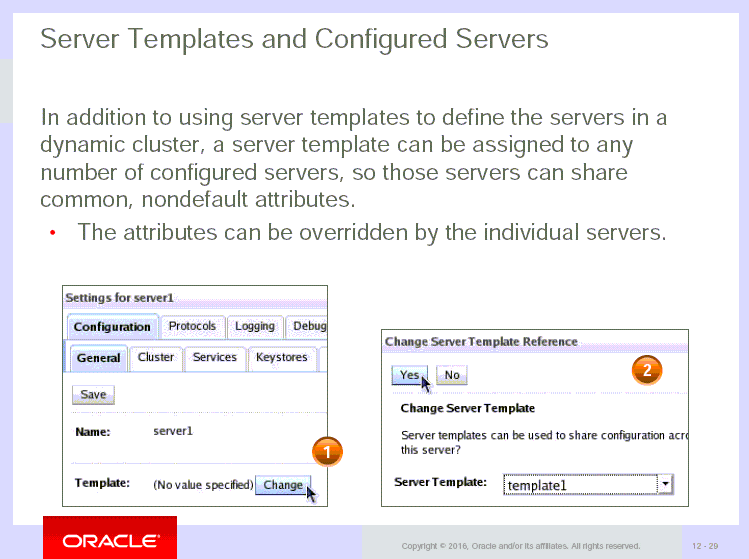 Server Templates and Configured Servers
In addition to using server templates to define the servers in a
dynamic cluster, a server template can be assigned to any
number of configured servers, so those servers can share
common, nondefault attributes.
• The attributes can be overridden by the individual servers.
Settings for server1
Configuration Protocols Logging Debug
General Cluster Services Keystores
Save
Name: server1
1
Template: (No value specified) Change
Change Server Template Reference
Yes No
2
Change Server Template
Server templates can be used to share configuration acro
this server?
Server Template: template1
ORACLE
Copyright © 2016, Oracle and/or its affiliates. All rights reserved.
12 - 29